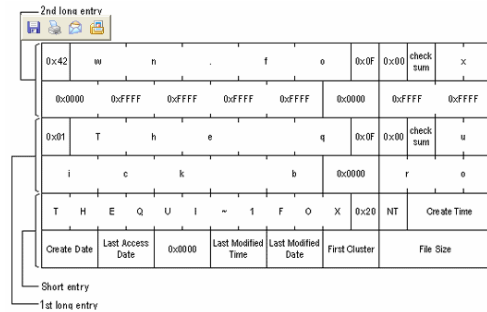 2nd long entry
0x42 w n . f o 0x0F 0x00 check sum x
0x0000 0xFFFF 0xFFFF 0xFFFF 0xFFFF 0x0000 0xFFFF 0xFFFF
0x01 T h e q 0x0F 0x00 check sum u
i c k b 0x0000 r o
T H E Q U I ~ 1 F O X 0x20 NT Create Time
Create Date Last Access Date 0x0000 Last Modified Time Last Modified Date First Cluster File Size
Short entry
1st long entry